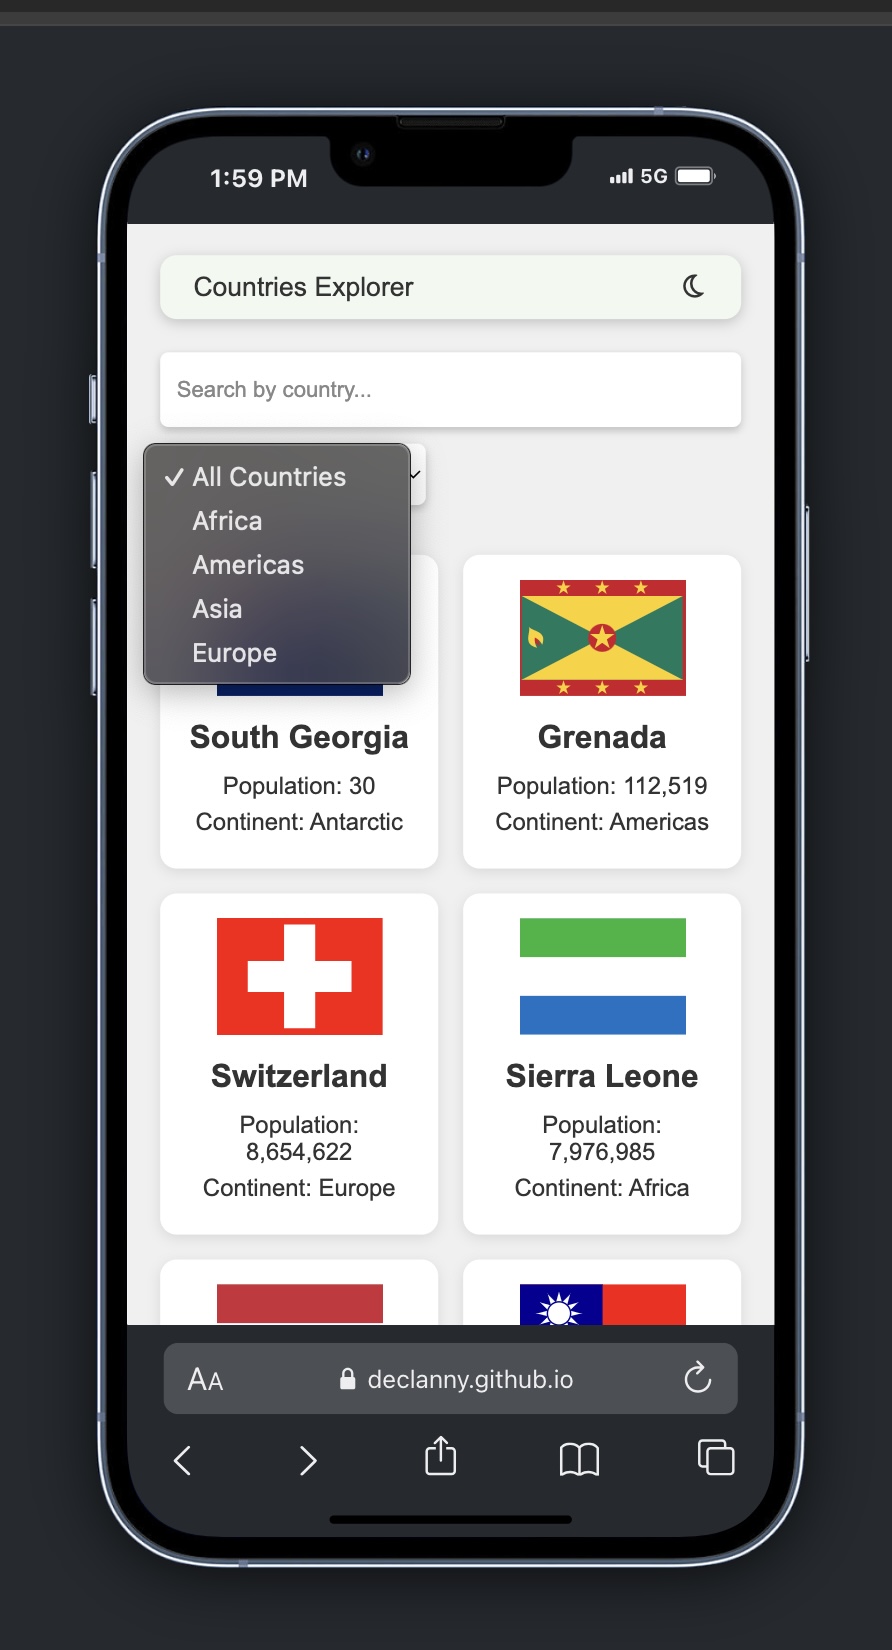 1:59 PM
5G
Countries Explorer
Search by country...
✓ All Countries
Africa
Americas
Asia
Europe
South Georgia
Population: 30
Continent: Antarctic
Grenada
Population: 112,519
Continent: Americas
Switzerland
Population:
8,654,622
Continent: Europe
Sierra Leone
Population:
7,976,985
Continent: Africa
AA
declanny.github.io